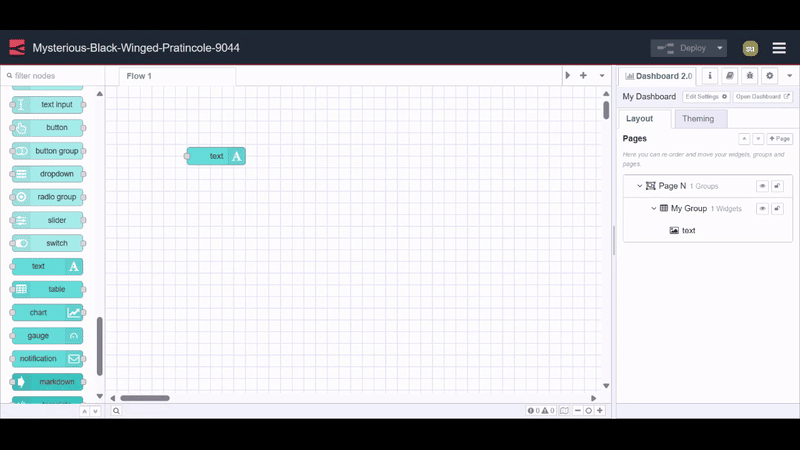 Mysterious-Black-Winged-Pratincole-9044
Deploy
su
filter nodes
Flow 1
Dashboard 2.0
My Dashboard
Edit Settings
Open Dashboard
Layout
Theming
Pages
Page
Here you can re-order and move your widgets, groups and
pages.
Page N 1 Groups
My Group 1 Widgets
text
text input
button
button group
dropdown
radio group
slider
switch
text
table
chart
gauge
notification
markdown
text
0 0